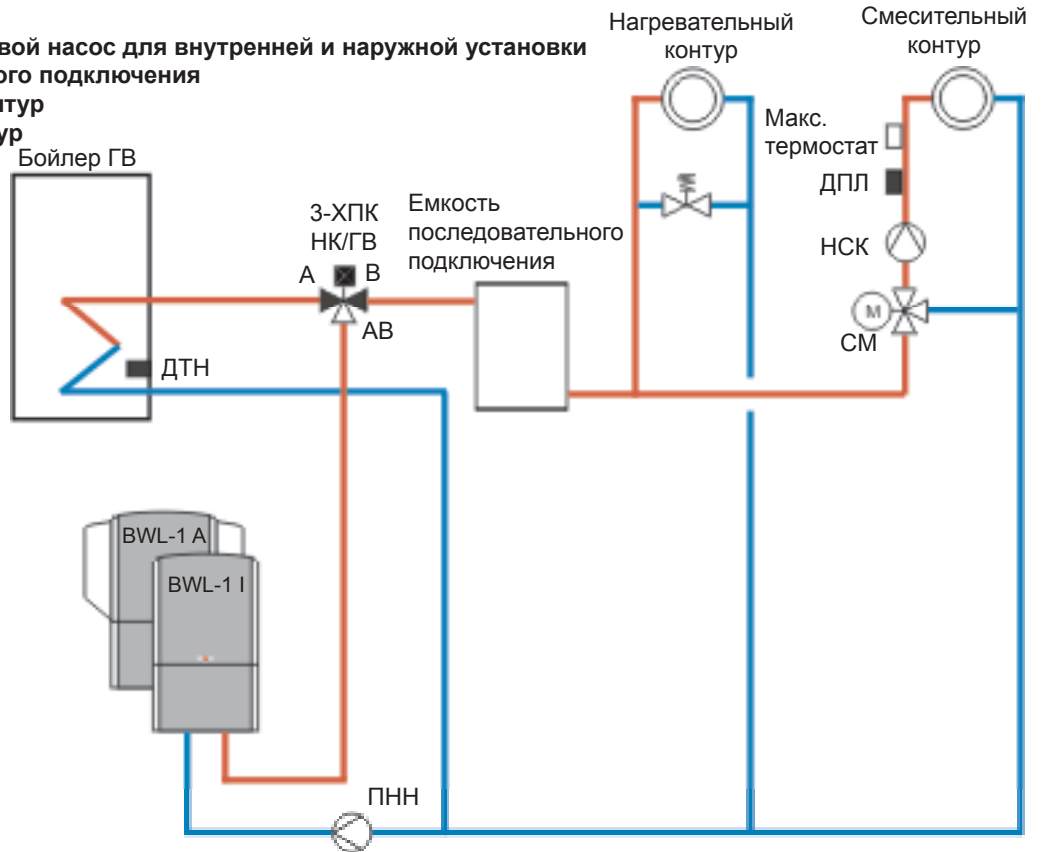 вой насос для внутренней и наружной установки
ого подключения
нтур
ур
Нагревательный
контур
Смесительный
контур
Бойлер ГВ
Макс.
термостат
ДПЛ
3-ХПК
НК/ГВ
A
B
AB
Емкость
последовательного
подключения
НСК
M
СМ
ДТН
BWL-1 A
BWL-1 I
ПНН